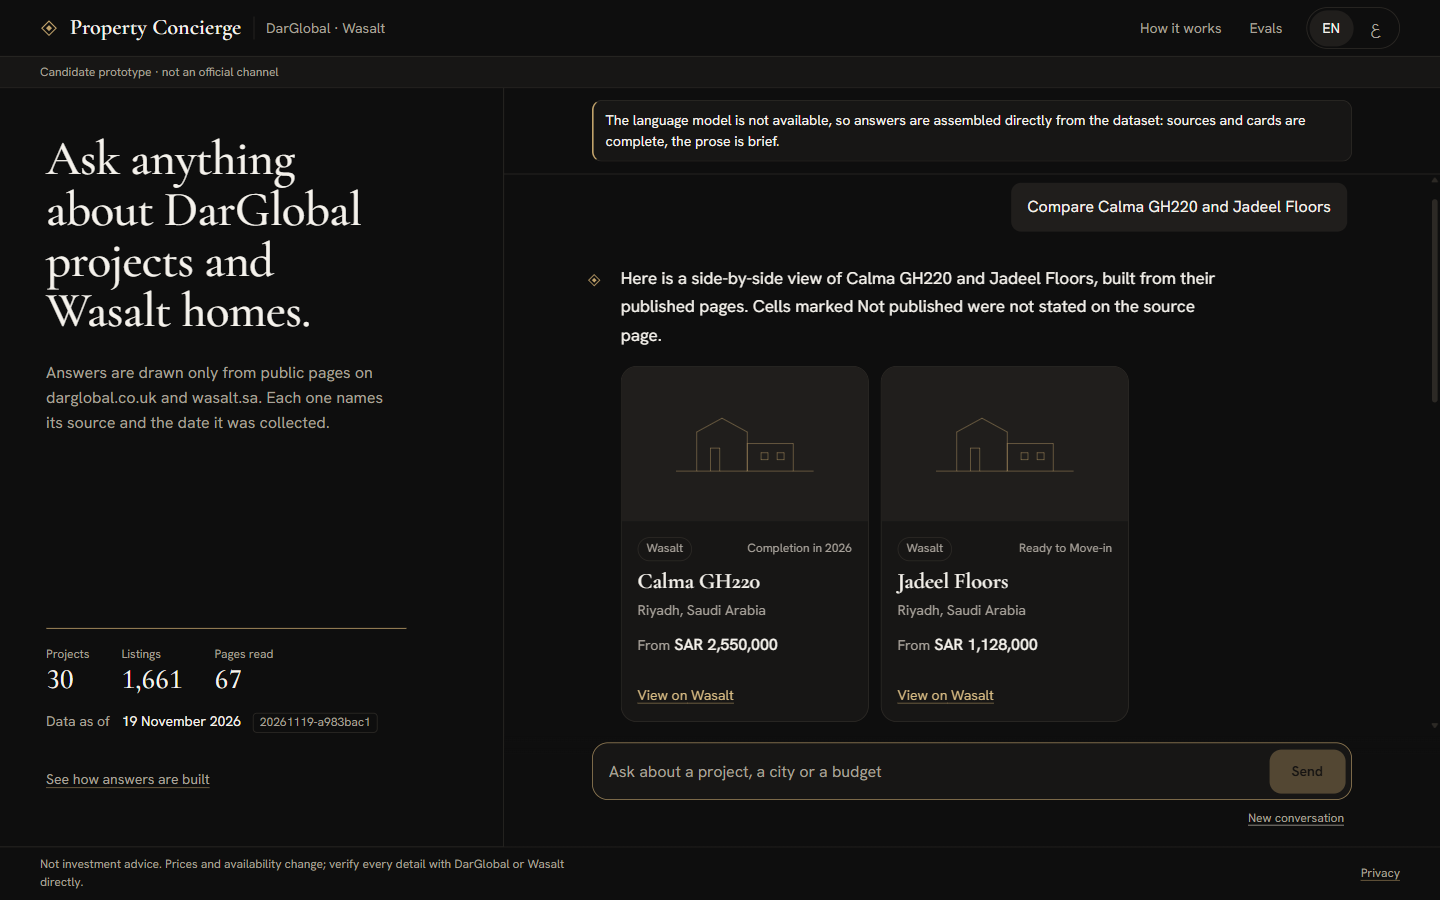 Property Concierge
DarGlobal · Wasalt
How it works
Evals
EN
ع
Candidate prototype · not an official channel
Ask anything
about DarGlobal
projects and
Wasalt homes.
Answers are drawn only from public pages on
darglobal.co.uk and wasalt.sa. Each one names
its source and the date it was collected.
Projects
30
Listings
1,661
Pages read
67
Data as of 19 November 2026 20261119-a983bac1
See how answers are built
The language model is not available, so answers are assembled directly from the dataset: sources and cards are
complete, the prose is brief.
Compare Calma GH220 and Jadeel Floors
Here is a side-by-side view of Calma GH220 and Jadeel Floors, built from their
published pages. Cells marked Not published were not stated on the source
page.
Wasalt
Completion in 2026
Calma GH220
Riyadh, Saudi Arabia
From SAR 2,550,000
View on Wasalt
Wasalt
Ready to Move-in
Jadeel Floors
Riyadh, Saudi Arabia
From SAR 1,128,000
View on Wasalt
Ask about a project, a city or a budget
Send
New conversation
Not investment advice. Prices and availability change; verify every detail with DarGlobal or Wasalt
directly.
Privacy